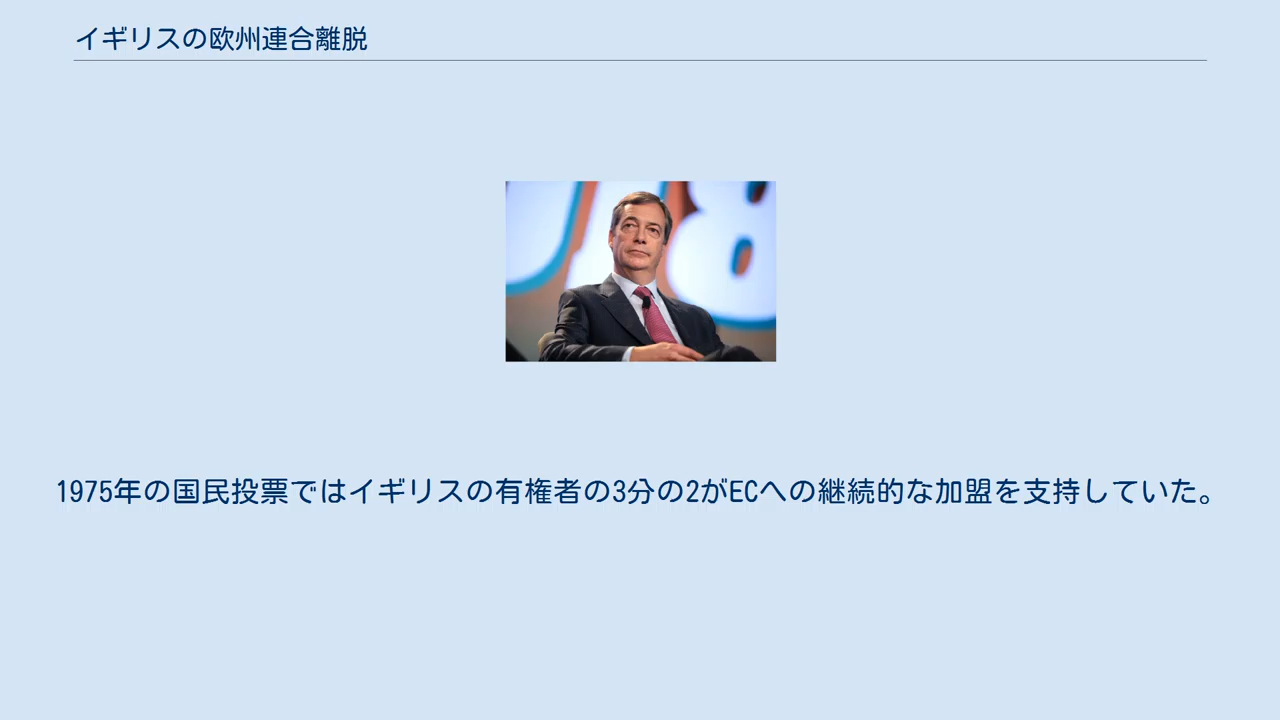 イギリスの欧州連合離脱
1975年の国民投票ではイギリスの有権者の3分の2がECへの継続的な加盟を支持していた。